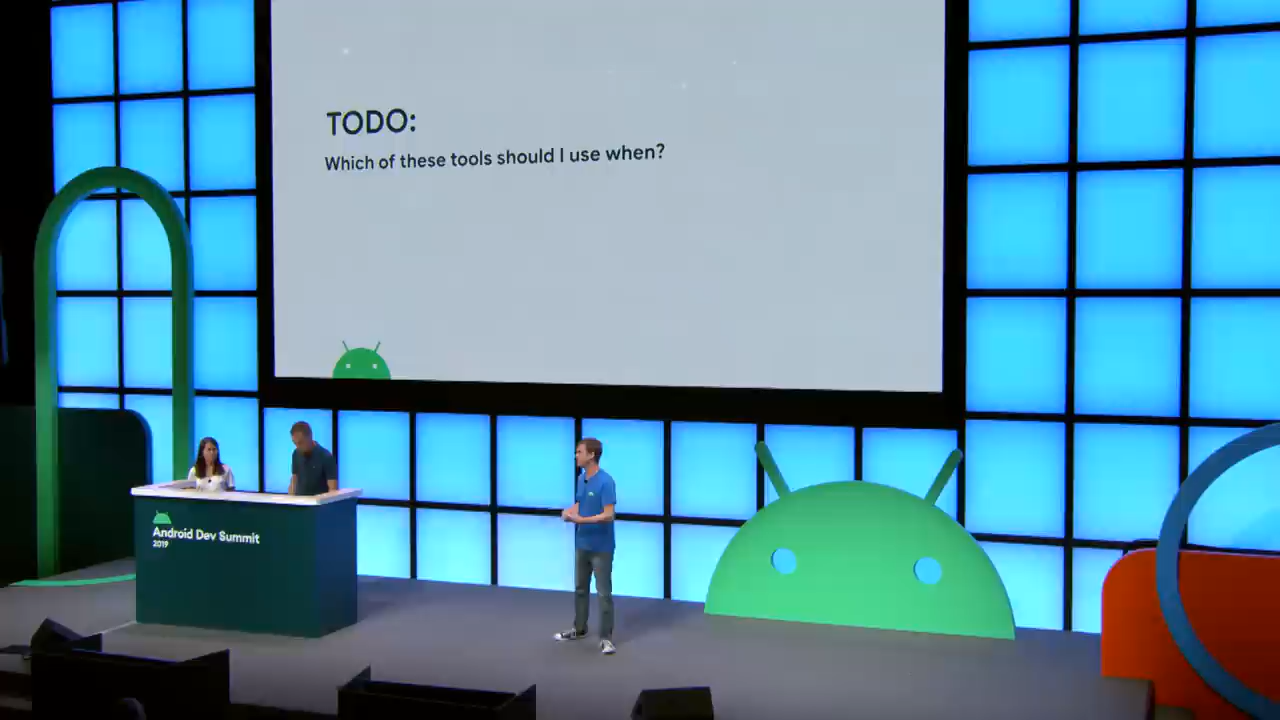 TODO:
Which of these tools should I use when?
Android Dev Summit
2019